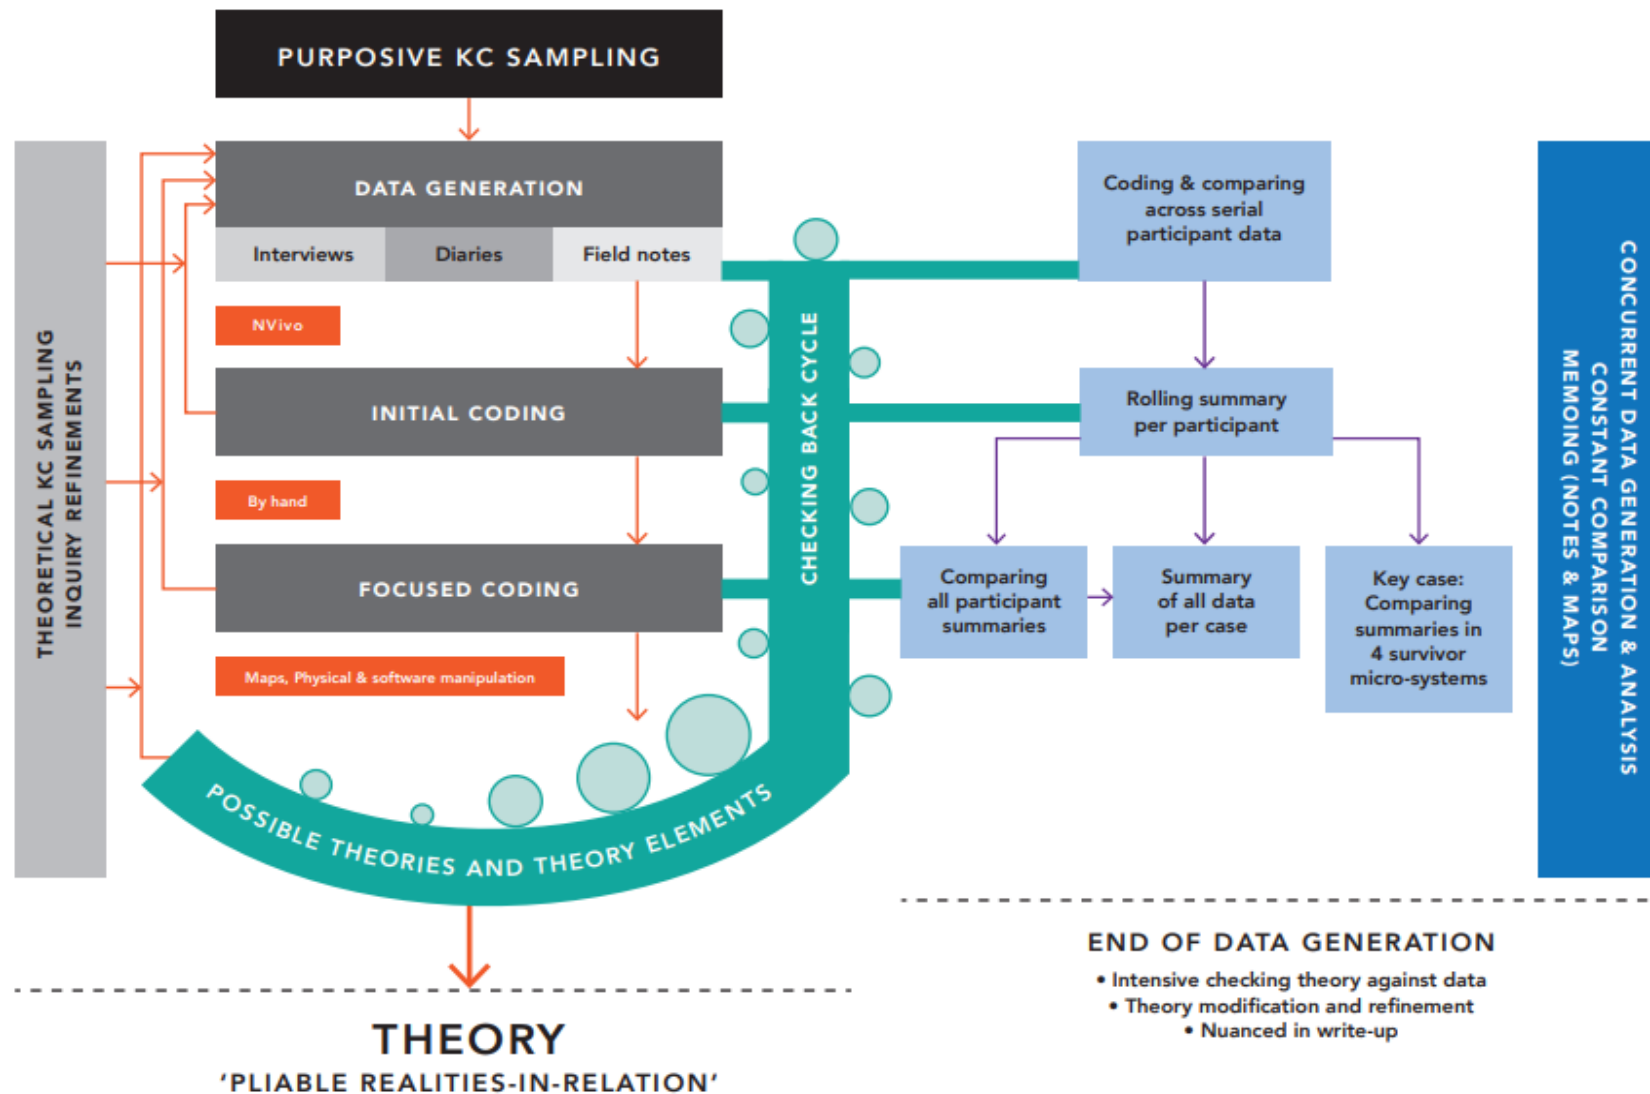 PURPOSIVE KC SAMPLING
THEORETICAL KC SAMPLING
INQUIRY REFINEMENTS
DATA GENERATION
Interviews
Diaries
Field notes
NVivo
INITIAL CODING
By hand
FOCUSED CODING
Maps, Physical & software manipulation
CHECKING BACK CYCLE
POSSIBLE THEORIES AND THEORY ELEMENTS
THEORY
‘PLIABLE REALITIES-IN-RELATION’
Coding & comparing
across serial
participant data
Rolling summary
per participant
Comparing
all participant
summaries
Summary
of all data
per case
Key case:
Comparing
summaries in
4 survivor
micro-systems
CONCURRENT DATA GENERATION & ANALYSIS
CONSTANT COMPARISON
MEMOING (NOTES & MAPS)
END OF DATA GENERATION
• Intensive checking theory against data
• Theory modification and refinement
• Nuanced in write-up